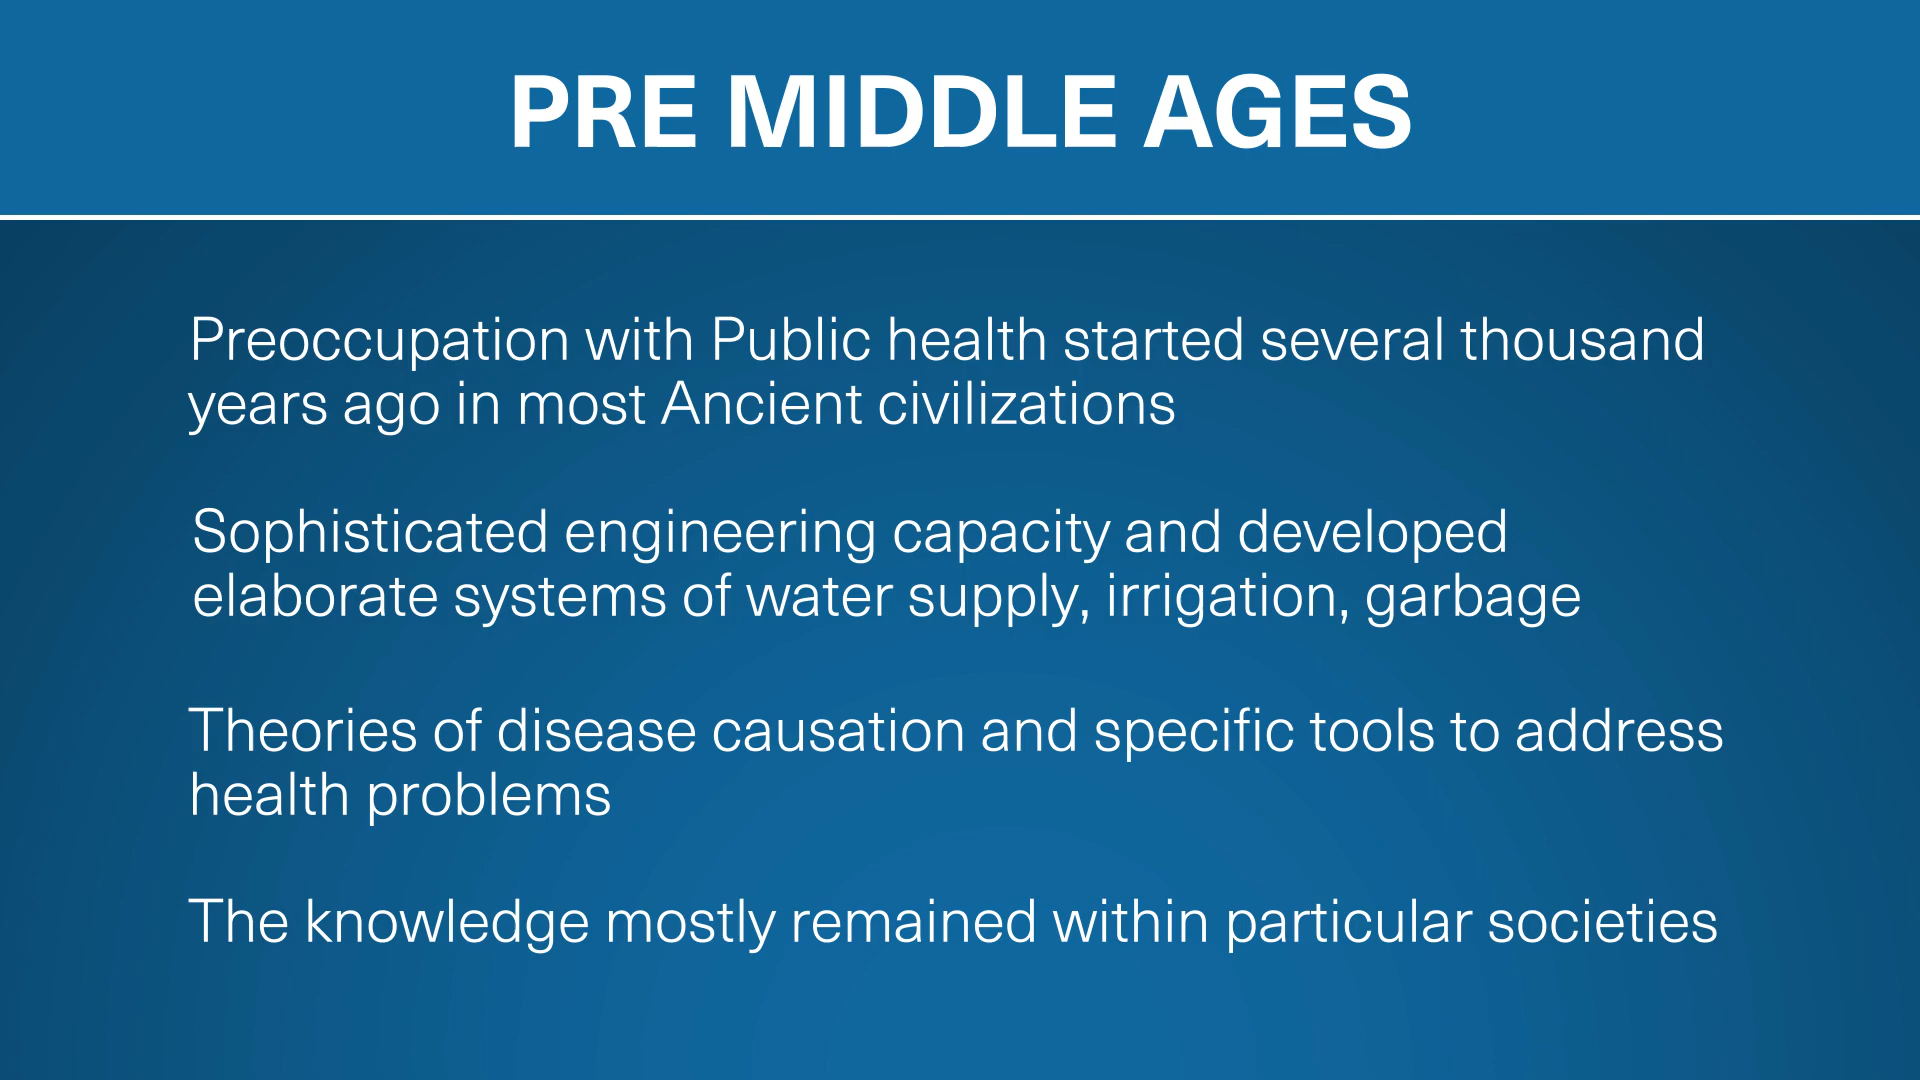 PRE MIDDLE AGES
Preoccupation with Public health started several thousand
years ago in most Ancient civilizations
Sophisticated engineering capacity and developed
elaborate systems of water supply, irrigation, garbage
Theories of disease causation and specific tools to address
health problems
The knowledge mostly remained within particular societies